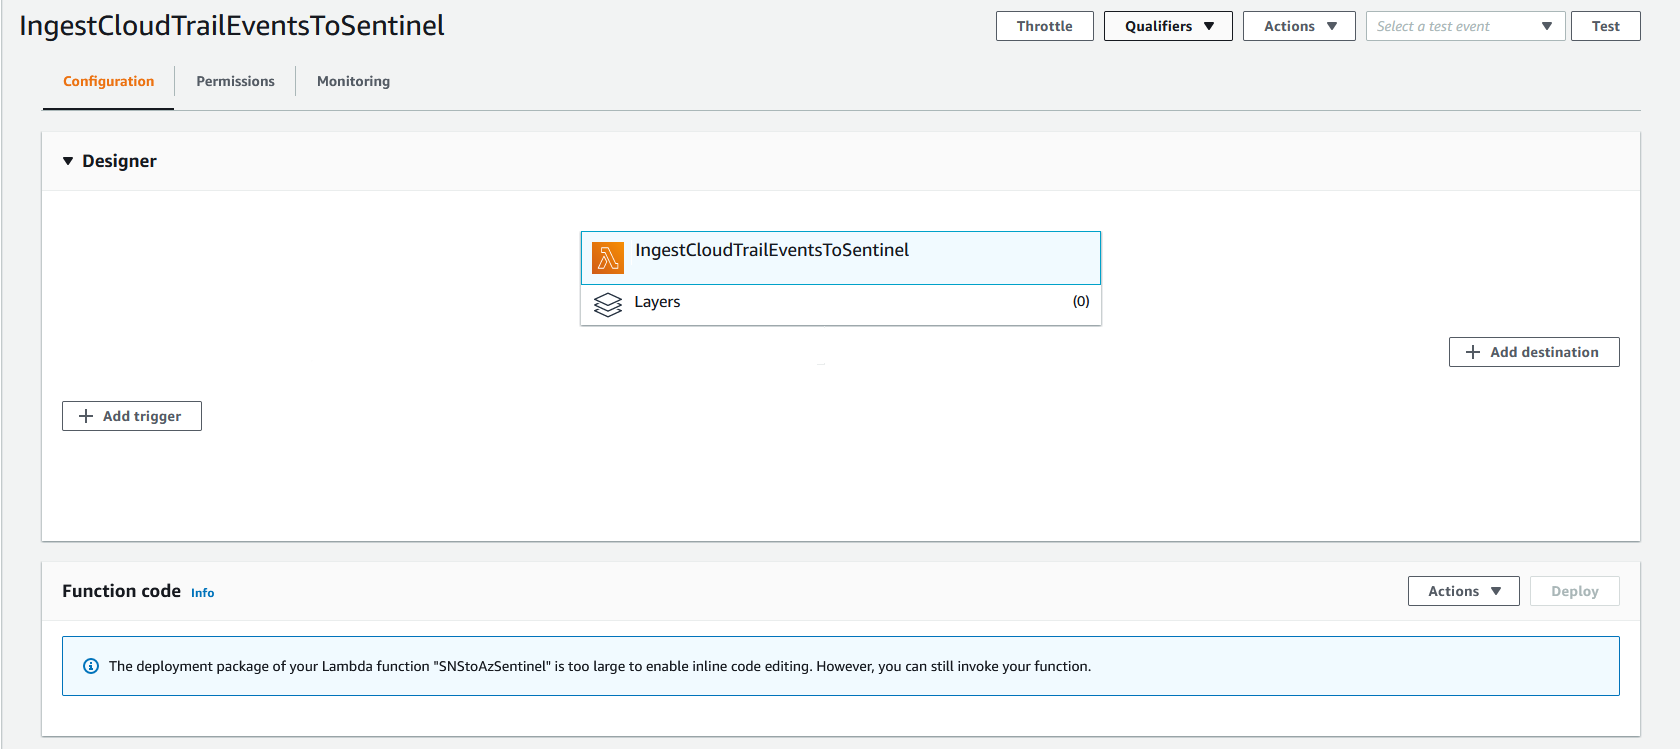 IngestCloudTrailEventsToSentinel
Throttle Qualifiers Actions Select a test event Test
Configuration Permissions Monitoring
Designer
IngestCloudTrailEventsToSentinel
Layers (0)
Add destination
Add trigger
Function code Info Actions Deploy
The deployment package of your Lambda function "SNStoAzSentinel" is too large to enable inline code editing. However, you can still invoke your function.